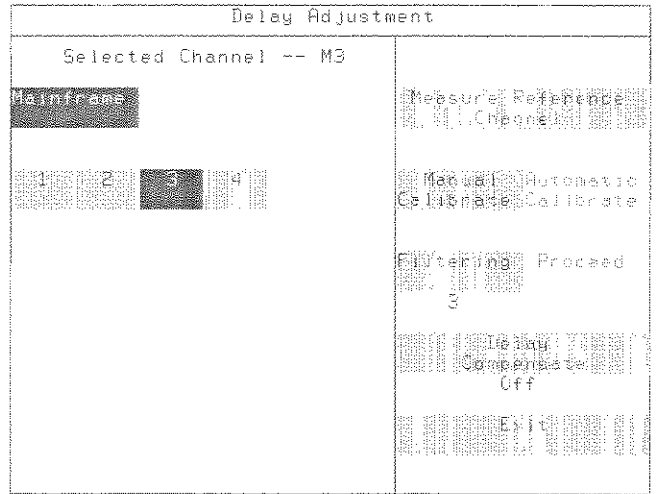 Delay Adjustment
Selected Channel -- M3
Mainframe
1 2 3 4
Measure Reference
Channel
Manual Automatic
Calibrate Calibrate
Filtering Proceed
3
Delay
Compensate
Off
Exit